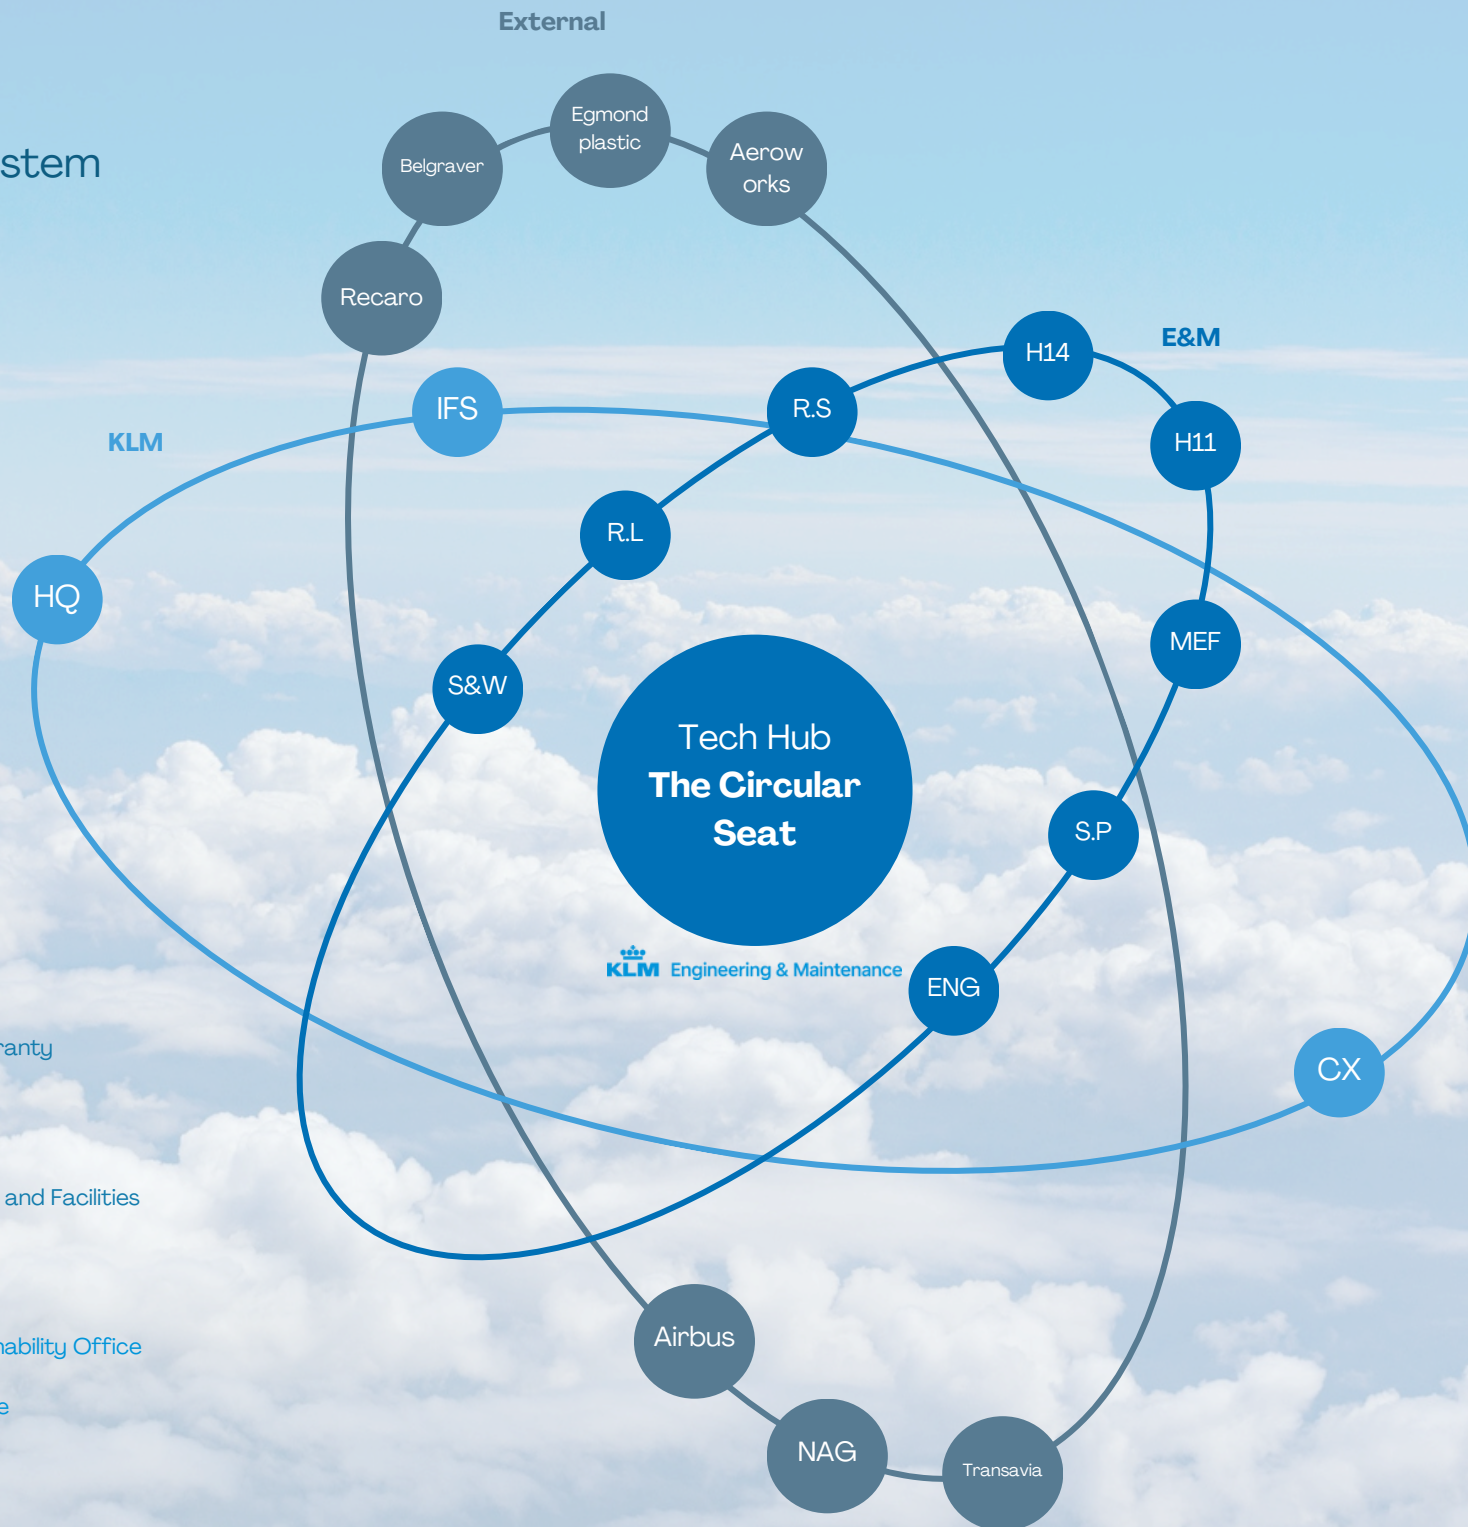 External
Egmond
plastic
Belgraver
Aerow
orks
stem
Recaro
H14
E&M
IFS
R.S
KLM
H11
R.L
HQ
MEF
S&W
Tech Hub
The Circular
Seat
S.P
KLM Engineering & Maintenance
ENG
ranty
CX
and Facilities
Airbus
nability Office
e
NAG
Transavia